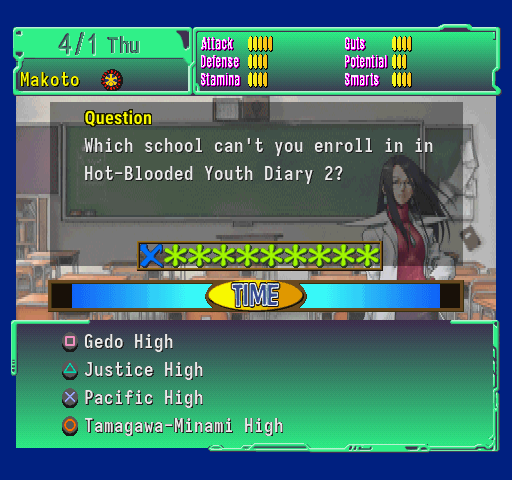 4/1 Thu
Makoto
Attack
Defense
Stamina
Guts
Potential
Smarts
Question
Which school can't you enroll in in
Hot-Blooded Youth Diary 2?
TIME
Gedo High
Justice High
Pacific High
Tamagawa-Minami High